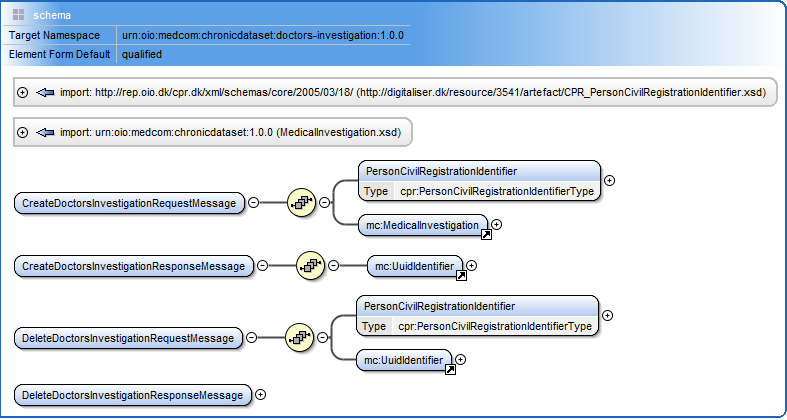 schema
Target Namespace urn:oio:medcom:chronicdataset:doctors-investigation:1.0.0
Element Form Default qualified
import: http://rep.oio.dk/cpr.dk/xml/schemas/core/2005/03/18/ (http://digitaliser.dk/resource/3541/artefact/CPR_PersonCivilRegistrationIdentifier.xsd)
import: urn:oio:medcom:chronicdataset:1.0.0 (MedicalInvestigation.xsd)
PersonCivilRegistrationIdentifier
Type cpr:PersonCivilRegistrationIdentifierType
CreateDoctorsInvestigationRequestMessage
mc:MedicalInvestigation
CreateDoctorsInvestigationResponseMessage
mc:UuidIdentifier
PersonCivilRegistrationIdentifier
Type cpr:PersonCivilRegistrationIdentifierType
DeleteDoctorsInvestigationRequestMessage
mc:UuidIdentifier
DeleteDoctorsInvestigationResponseMessage